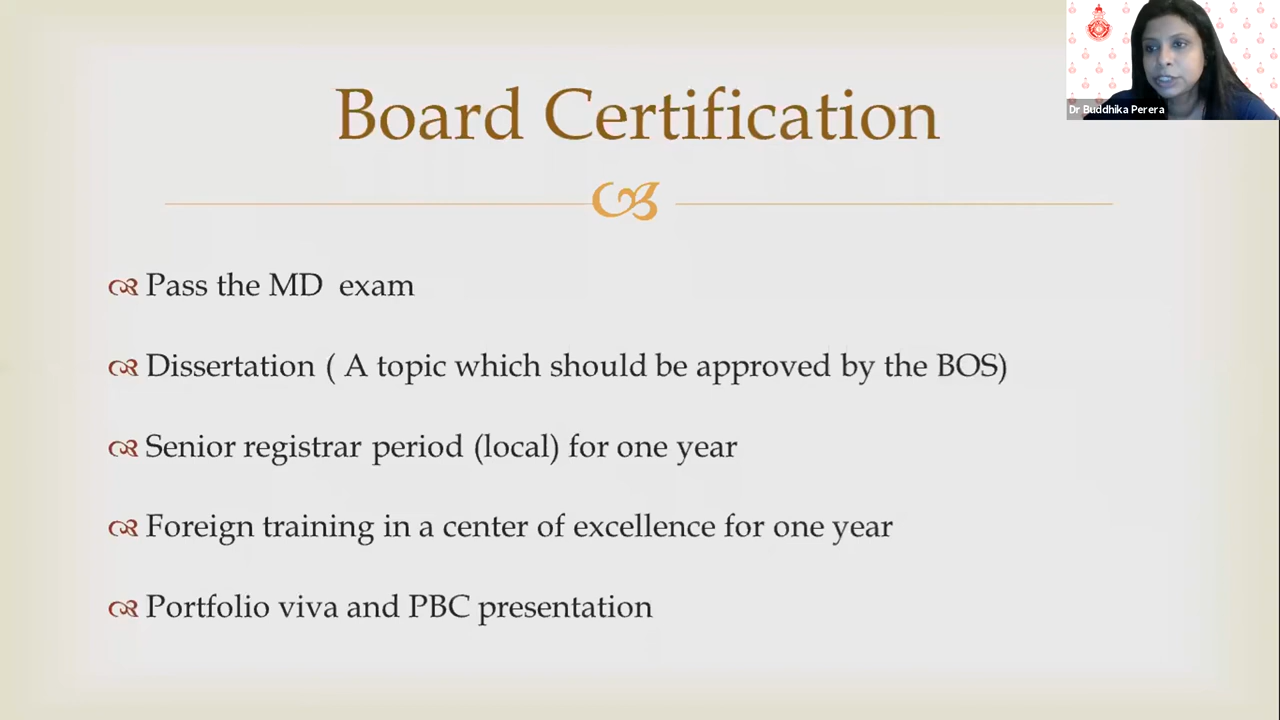 Dr Buddhika Perera
Board Certification
Pass the MD exam
Dissertation ( A topic which should be approved by the BOS)
Senior registrar period (local) for one year
Foreign training in a center of excellence for one year
Portfolio viva and PBC presentation